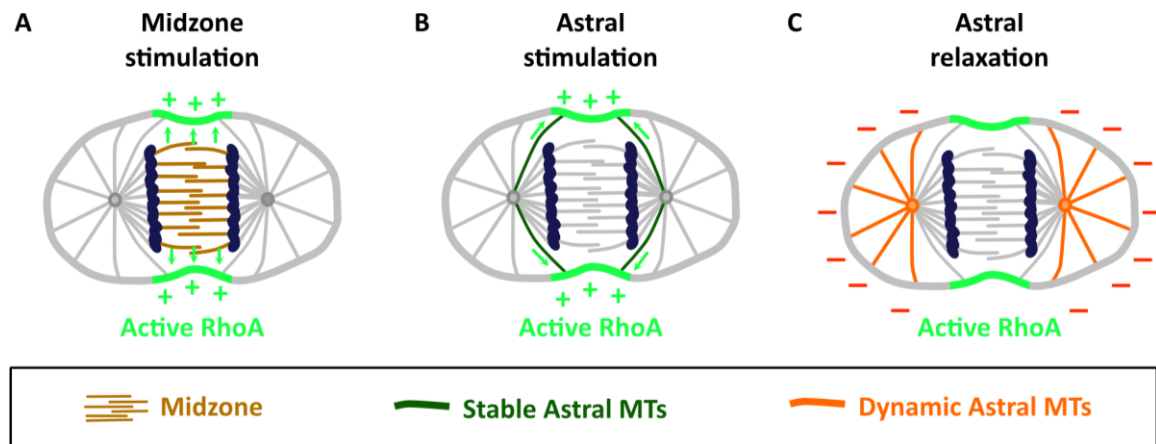 A
Midzone
stimulation
B
Astral
stimulation
C
Astral
relaxation
+ + +
+ + +
Active RhoA
+ + +
+ + +
Active RhoA
− − − − − − − − − − − −
Active RhoA
Midzone
Stable Astral MTs
Dynamic Astral MTs